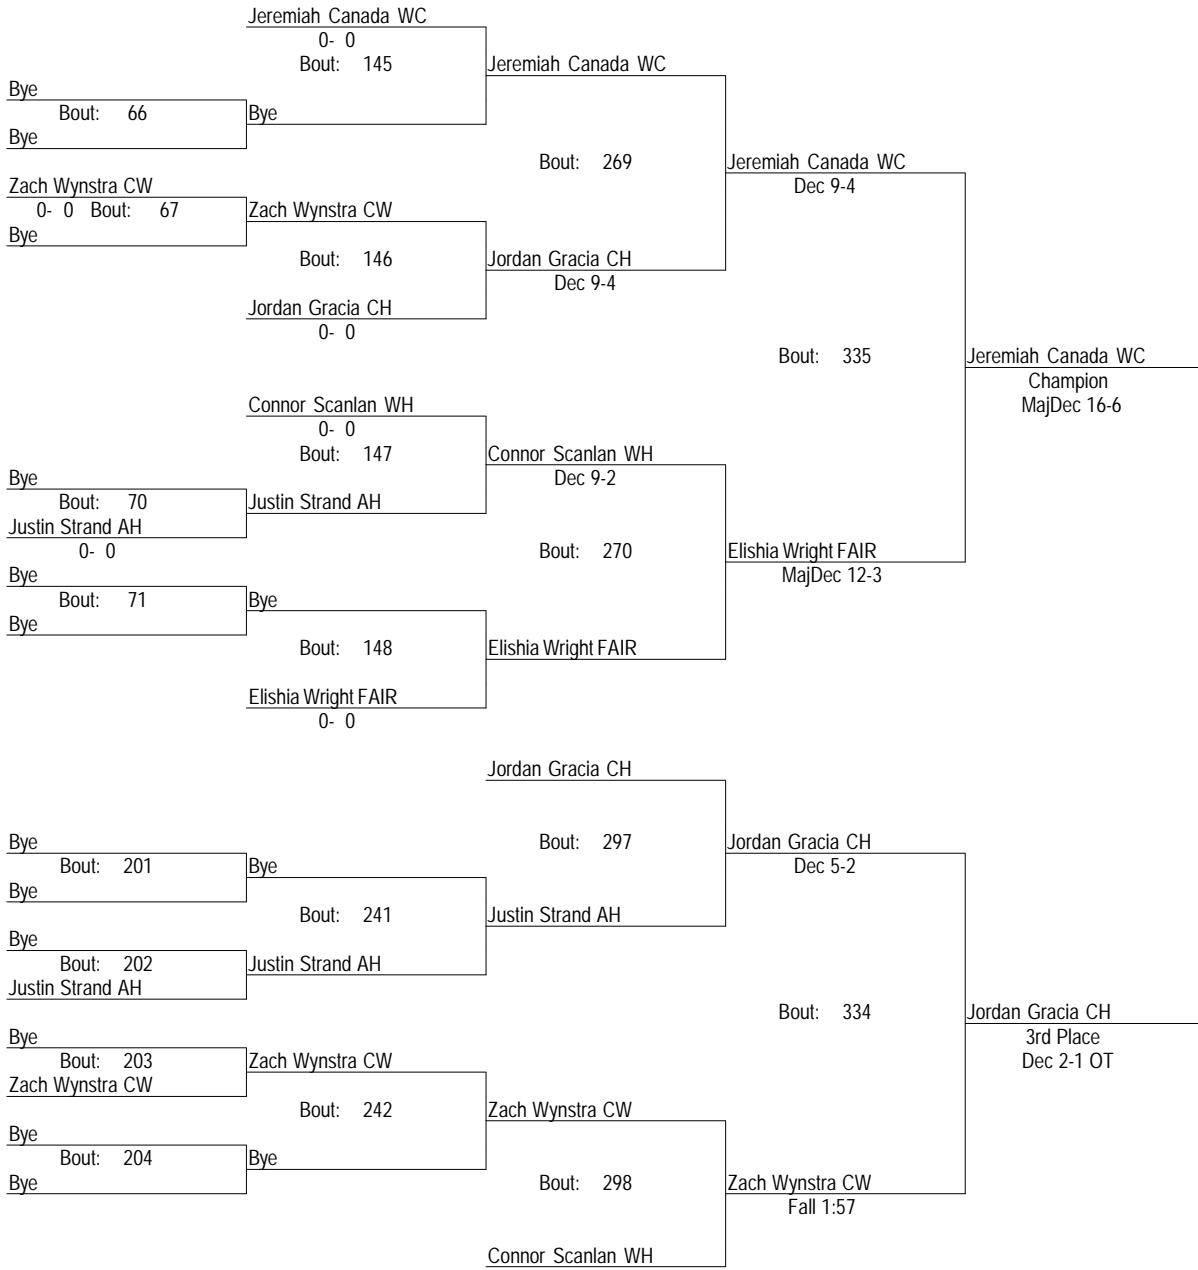 Jeremiah Canada WC
0- 0
Bout: 145
Jeremiah Canada WC
Bye
Bout: 66
Bye
Bye
Bout: 269
Jeremiah Canada WC
Dec 9-4
Zach Wynstra CW
0- 0 Bout: 67
Zach Wynstra CW
Bye
Bout: 146
Jordan Gracia CH
Dec 9-4
Jordan Gracia CH
0- 0
Bout: 335
Jeremiah Canada WC
Champion
MajDec 16-6
Connor Scanlan WH
0- 0
Bout: 147
Connor Scanlan WH
Dec 9-2
Bye
Bout: 70
Justin Strand AH
Justin Strand AH
0- 0
Bout: 270
Elishia Wright FAIR
MajDec 12-3
Bye
Bout: 71
Bye
Bye
Bout: 148
Elishia Wright FAIR
Elishia Wright FAIR
0- 0
Jordan Gracia CH
Bye
Bout: 201
Bye
Bye
Bout: 297
Jordan Gracia CH
Dec 5-2
Bout: 241
Justin Strand AH
Bye
Bout: 202
Justin Strand AH
Justin Strand AH
Bout: 334
Jordan Gracia CH
3rd Place
Dec 2-1 OT
Bye
Bout: 203
Zach Wynstra CW
Zach Wynstra CW
Bout: 242
Zach Wynstra CW
Bye
Bout: 204
Bye
Bye
Bout: 298
Zach Wynstra CW
Fall 1:57
Connor Scanlan WH